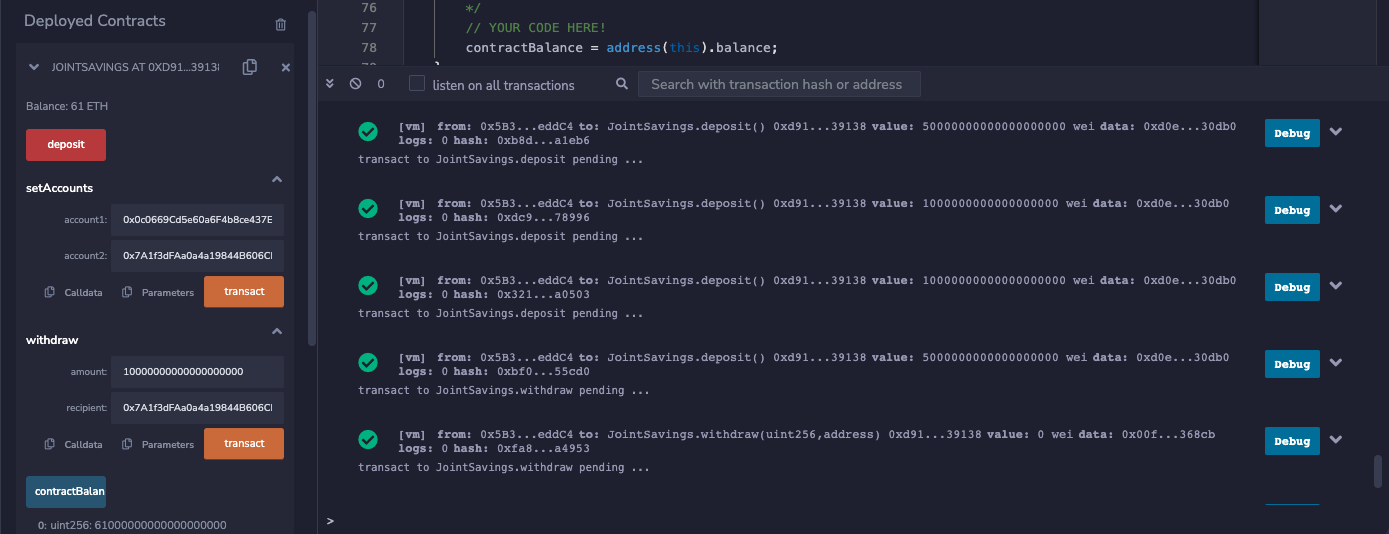 Deployed Contracts
JOINTSAVINGS AT 0XD91...3913
Balance: 61 ETH
deposit
setAccounts
account1: 0x0c0669Cd5e60a6F4b8ce437E
account2: 0x7A1f3dFAa0a4a19844B606C
Calldata Parameters transact
withdraw
amount: 10000000000000000000
recipient: 0x7A1f3dFAa0a4a19844B606C
Calldata Parameters transact
contractBalan
0: uint256: 61000000000000000000
76 */
77 // YOUR CODE HERE!
78 contractBalance = address(this).balance;
0 listen on all transactions Search with transaction hash or address
[vm] from: 0x5B3...eddC4 to: JointSavings.deposit() 0xd91...39138 value: 50000000000000000000 wei data: 0xd0e...30db0 Debug
logs: 0 hash: 0xb8d...a1eb6
transact to JointSavings.deposit pending ...
[vm] from: 0x5B3...eddC4 to: JointSavings.deposit() 0xd91...39138 value: 1000000000000000000 wei data: 0xd0e...30db0 Debug
logs: 0 hash: 0xdc9...78996
transact to JointSavings.deposit pending ...
[vm] from: 0x5B3...eddC4 to: JointSavings.deposit() 0xd91...39138 value: 1000000000000000000 wei data: 0xd0e...30db0 Debug
logs: 0 hash: 0x321...a0503
transact to JointSavings.deposit pending ...
[vm] from: 0x5B3...eddC4 to: JointSavings.deposit() 0xd91...39138 value: 5000000000000000000 wei data: 0xd0e...30db0 Debug
logs: 0 hash: 0xbf0...55cd0
transact to JointSavings.withdraw pending ...
[vm] from: 0x5B3...eddC4 to: JointSavings.withdraw(uint256,address) 0xd91...39138 value: 0 wei data: 0x00f...368cb Debug
logs: 0 hash: 0xfa8...a4953
transact to JointSavings.withdraw pending ...
>